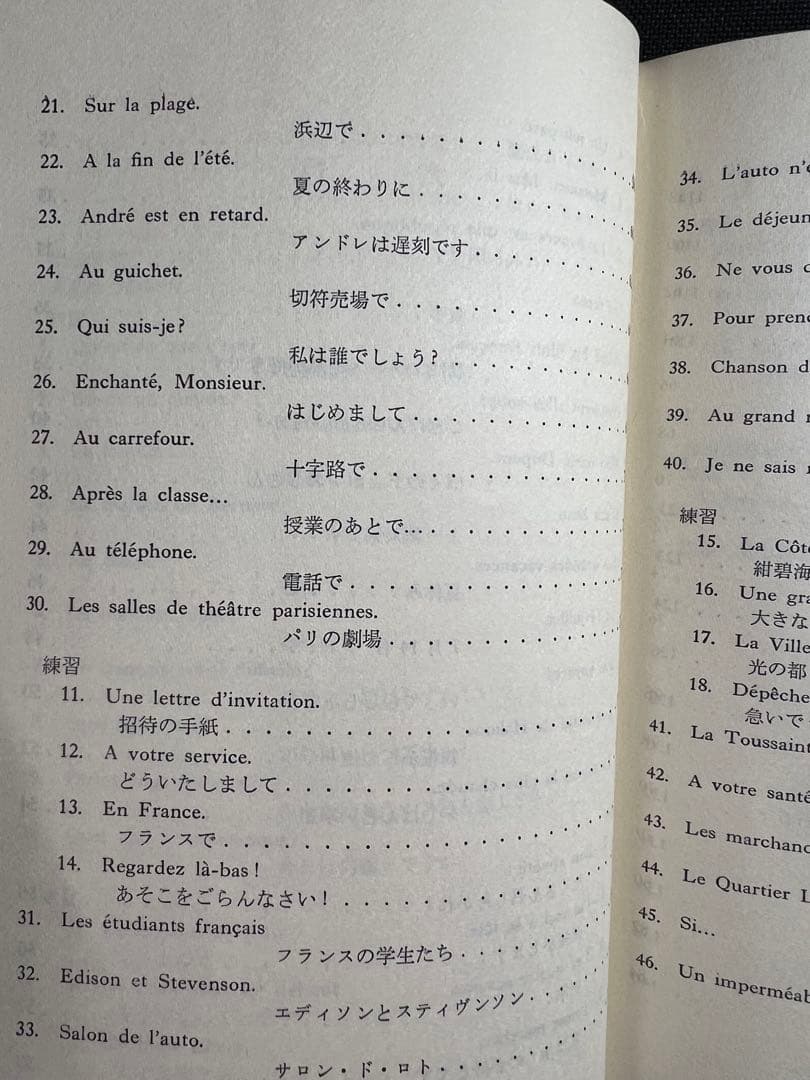 21. Sur la plage.
浜辺で . . . . . . . . . . . . . . .
22. A la fin de l'été.
夏の終わりに . . . . . . . . . . . . .
23. André est en retard.
アンドレは遅刻です . . . . . . . . . .
24. Au guichet.
切符売場で . . . . . . . . . . . . . .
25. Qui suis-je?
私は誰でしょう? . . . . . . . . . . .
26. Enchanté, Monsieur.
はじめまして . . . . . . . . . . . . .
27. Au carrefour.
十字路で . . . . . . . . . . . . . . .
28. Après la classe...
授業のあとで... . . . . . . . . . . . .
29. Au téléphone.
電話で . . . . . . . . . . . . . . . .
30. Les salles de théâtre parisiennes.
パリの劇場 . . . . . . . . . . . . . .
練習
11. Une lettre d'invitation.
招待の手紙 . . . . . . . . . . . . . .
12. A votre service.
どういたしまして . . . . . . . . . . .
13. En France.
フランスで . . . . . . . . . . . . . .
14. Regardez là-bas!
あそこをごらんなさい! . . . . . . . . .
31. Les étudiants français
フランスの学生たち . . . . . . . . . .
32. Edison et Stevenson.
エディソンとスティヴンソン . . . . . .
33. Salon de l'auto.
サロン・ド・ロト . . . . . . . . . . .
34. L'auto n'
35. Le déjeun
36. Ne vous
37. Pour pren
38. Chanson d
39. Au grand
40. Je ne sais
練習
15. La Côt
紺碧海
16. Une gra
大きな
17. La Ville
光の都
18. Dépêche
急いで
41. La Toussaint
42. A votre santé
43. Les marchan
44. Le Quartier L
45. Si...
46. Un imperméab